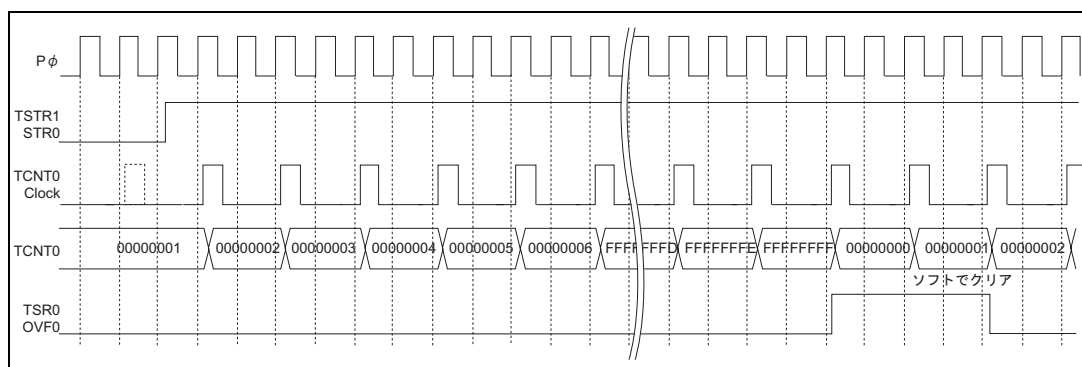 Pφ
TSTR1
STR0
TCNT0
Clock
TCNT0
00000001 00000002 00000003 00000004 00000005 00000006 FFFFFFFD FFFFFFFE FFFFFFFF 00000000 00000001 00000002
ソフトでクリア
TSR0
OVF0